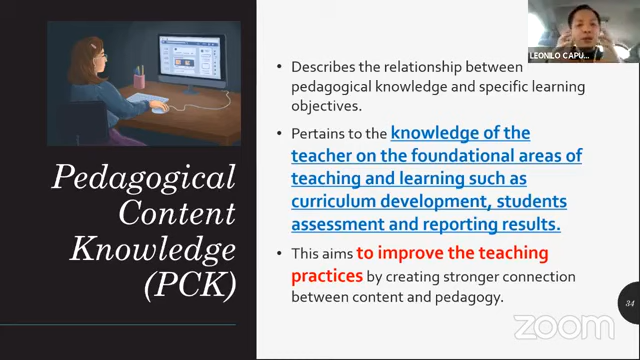 Pedagogical
Content
Knowledge
(PCK)
• Describes the relationship between
pedagogical knowledge and specific learning
objectives.
• Pertains to the knowledge of the
teacher on the foundational areas of
teaching and learning such as
curriculum development, students
assessment and reporting results.
• This aims to improve the teaching
practices by creating stronger connection
between content and pedagogy.
LEONILO CAPU...
34
zoom